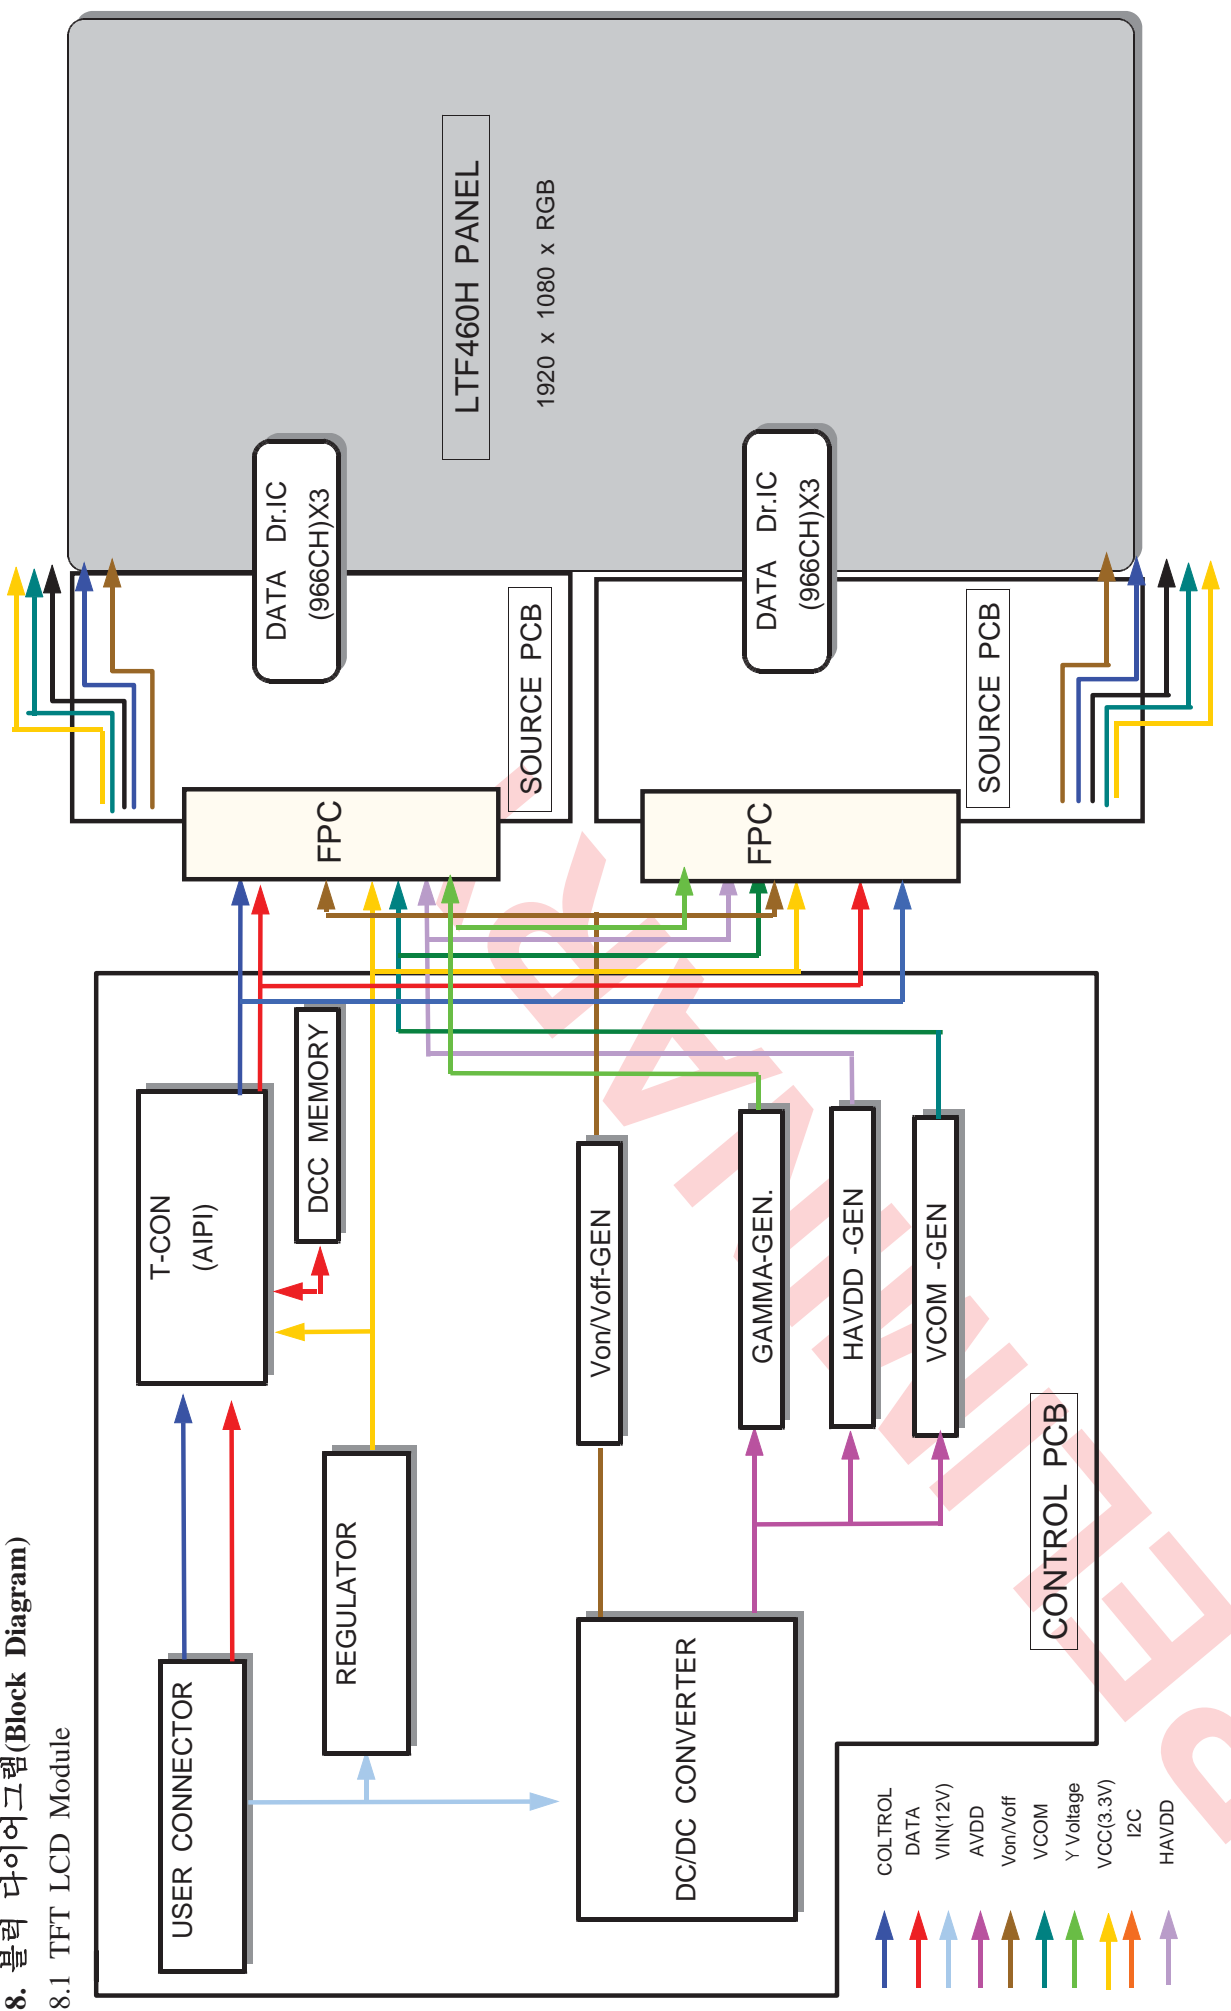 8. 블럭 다이어그램(Block Diagram)
8.1 TFT LCD Module
USER CONNECTOR
T-CON
(AIPI)
DCC MEMORY
REGULATOR
DC/DC CONVERTER
Von/Voff-GEN
GAMMA-GEN.
HAVDD -GEN
VCOM -GEN
CONTROL PCB
FPC
FPC
SOURCE PCB
SOURCE PCB
DATA Dr.IC
(966CH)X3
DATA Dr.IC
(966CH)X3
LTF460H PANEL
1920 x 1080 x RGB
COLTROL
DATA
VIN(12V)
AVDD
Von/Voff
VCOM
Y Voltage
VCC(3.3V)
I2C
HAVDD